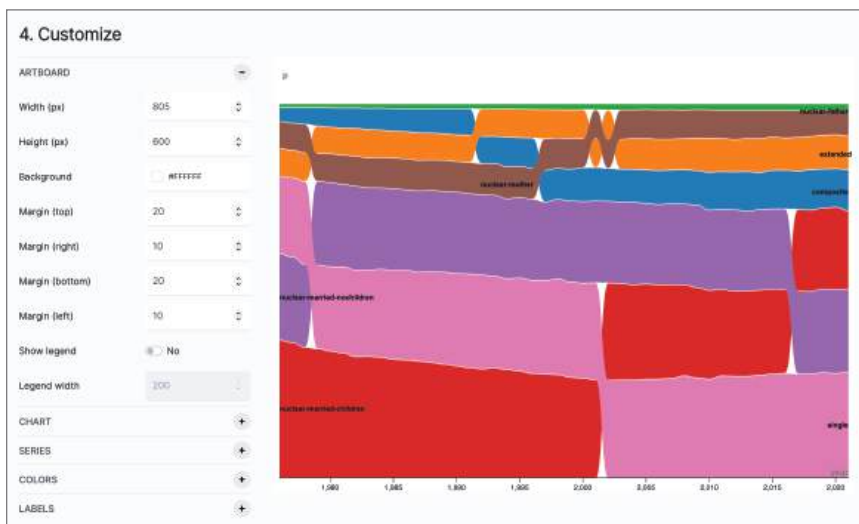 4. Customize
ARTBOARD
Width (px) 805
Height (px) 600
Background #FFFFFF
Margin (top) 20
Margin (right) 10
Margin (bottom) 20
Margin (left) 10
Show legend No
Legend width 200
CHART
SERIES
COLORS
LABELS
nuclear-father
extended
nuclear-mother
composite
nuclear-married-nochildren
nuclear-married-children
single
1,980 1,985 1,990 1,995 2,000 2,005 2,010 2,015 2,020